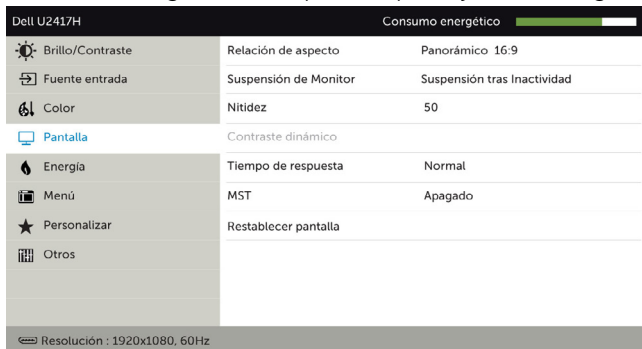 Dell U2417H Consumo energético
Brillo/Contraste Relación de aspecto Panorámico 16:9
Fuente entrada Suspensión de Monitor Suspensión tras Inactividad
Color Nitidez 50
Pantalla Contraste dinámico
Energía Tiempo de respuesta Normal
Menú MST Apagado
Personalizar Restablecer pantalla
Otros
Resolución : 1920x1080, 60Hz